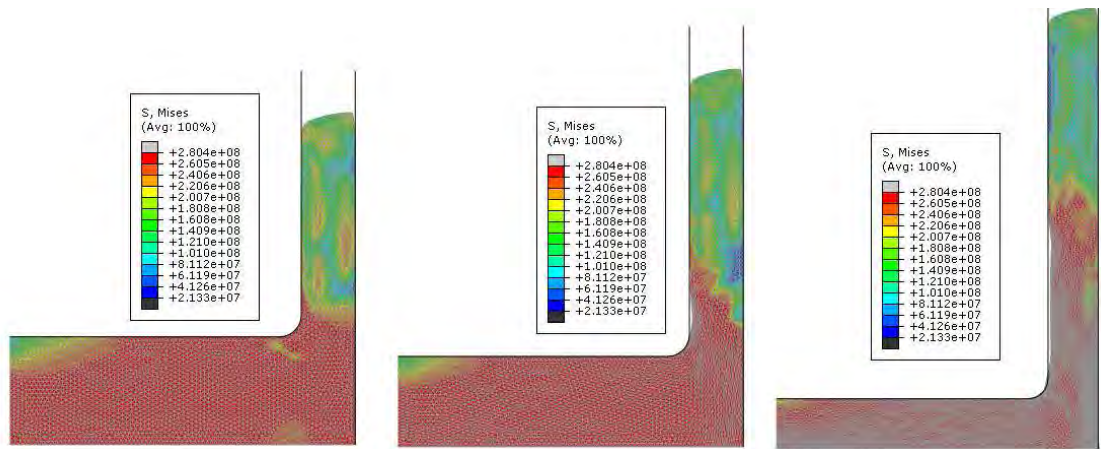 S, Mises
(Avg: 100%)
+2.804e+08
+2.605e+08
+2.406e+08
+2.206e+08
+2.007e+08
+1.808e+08
+1.608e+08
+1.409e+08
+1.210e+08
+1.010e+08
+8.112e+07
+6.119e+07
+4.126e+07
+2.133e+07
S, Mises
(Avg: 100%)
+2.804e+08
+2.605e+08
+2.406e+08
+2.206e+08
+2.007e+08
+1.808e+08
+1.608e+08
+1.409e+08
+1.210e+08
+1.010e+08
+8.112e+07
+6.119e+07
+4.126e+07
+2.133e+07
S, Mises
(Avg: 100%)
+2.804e+08
+2.605e+08
+2.406e+08
+2.206e+08
+2.007e+08
+1.808e+08
+1.608e+08
+1.409e+08
+1.210e+08
+1.010e+08
+8.112e+07
+6.119e+07
+4.126e+07
+2.133e+07